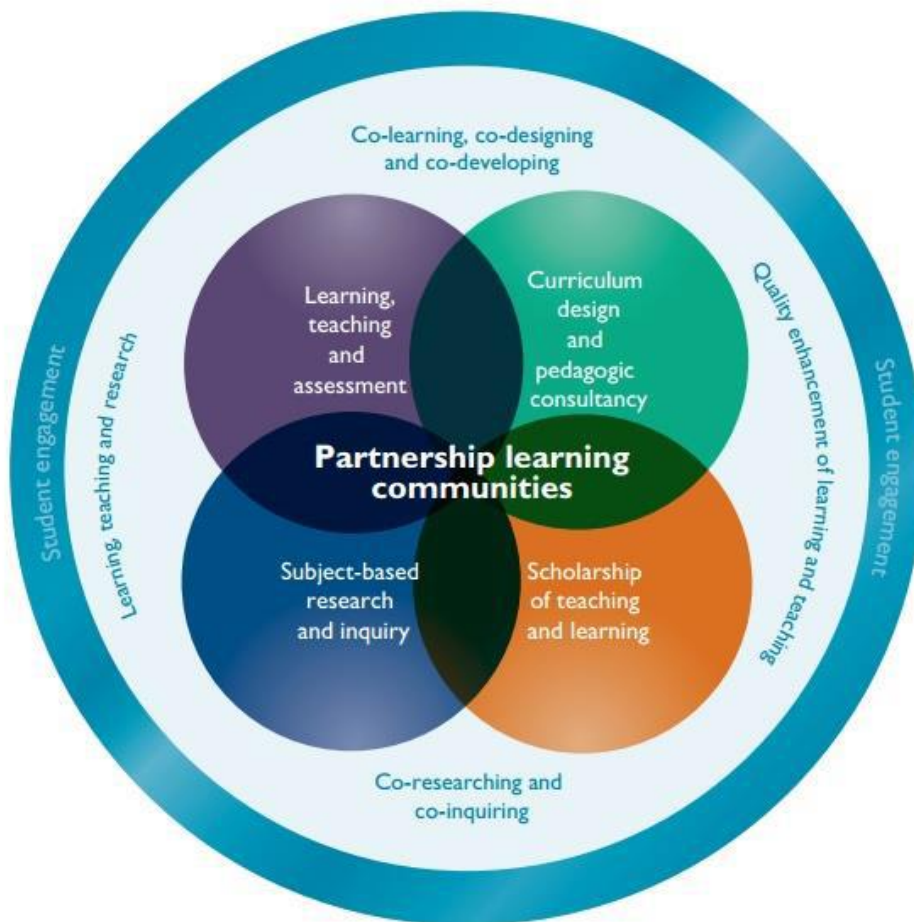 Co-learning, co-designing
and co-developing
Learning,
teaching
and
assessment
Curriculum
design
and
pedagogic
consultancy
Student engagement
Learning, teaching and research
Quality enhancement of learning and teaching
Student engagement
Partnership learning
communities
Subject-based
research
and inquiry
Scholarship
of teaching
and learning
Co-researching and
co-inquiring